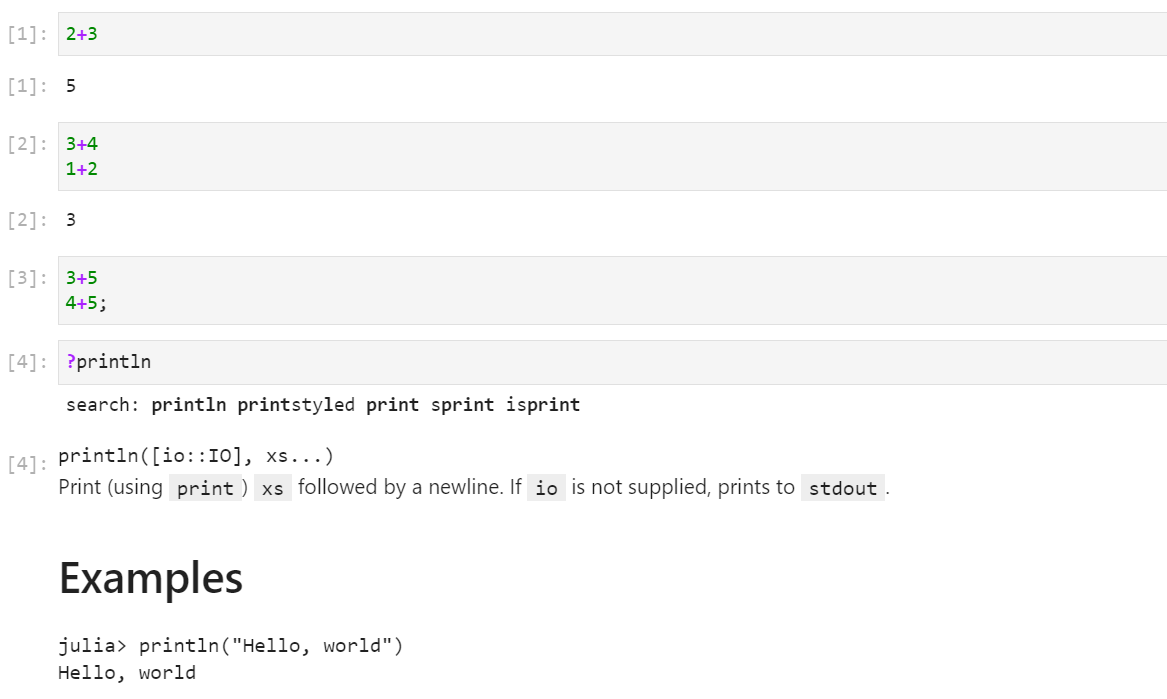 [1]: 2+3
[1]: 5
[2]: 3+4
1+2
[2]: 3
[3]: 3+5
4+5;
[4]: ?println
search: println printstyled print sprint isprint
[4]: println([io::IO], xs...)
Print (using print) xs followed by a newline. If io is not supplied, prints to stdout.
Examples
julia> println("Hello, world")
Hello, world